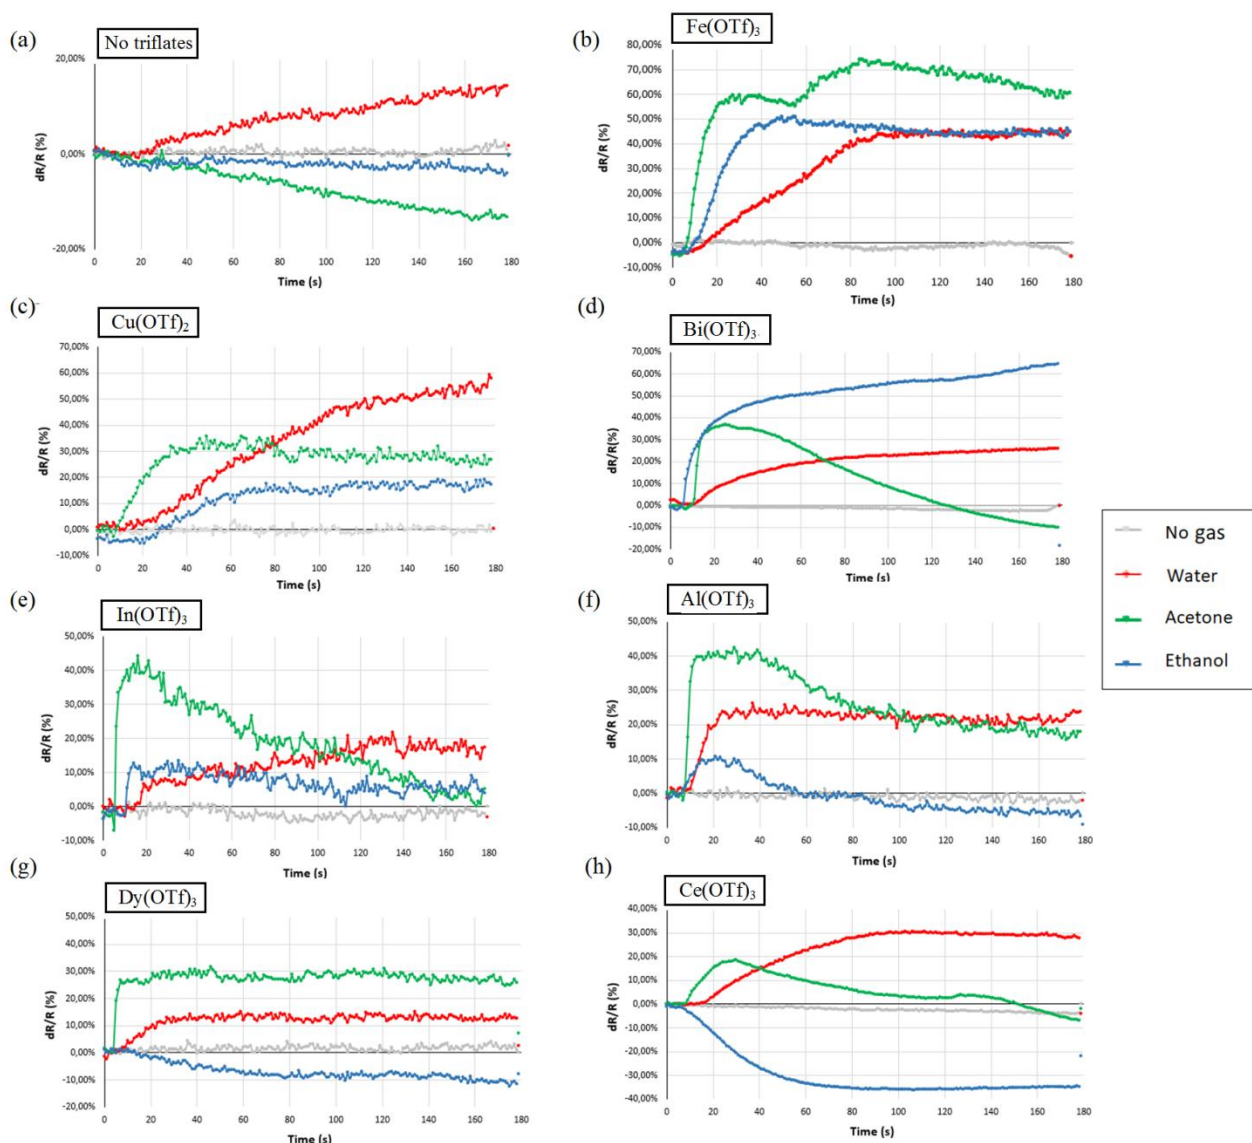 (a)
No triflates
20,00%
0,00%
-20,00%
dR/R (%)
0 20 40 60 80 100 120 140 160 180
Time (s)
(b)
Fe(OTf)3
80,00%
70,00%
60,00%
50,00%
40,00%
30,00%
20,00%
10,00%
0,00%
-10,00%
dR/R (%)
0 20 40 60 80 100 120 140 160 180
Time (s)
(c)
Cu(OTf)2
70,00%
60,00%
50,00%
40,00%
30,00%
20,00%
10,00%
0,00%
-10,00%
dR/R (%)
0 20 40 60 80 100 120 140 160 180
Time (s)
(d)
Bi(OTf)3
70,00%
60,00%
50,00%
40,00%
30,00%
20,00%
10,00%
0,00%
-10,00%
-20,00%
dR/R(%)
0 20 40 60 80 100 120 140 160 180
Time (s)
(e)
In(OTf)3
50,00%
40,00%
30,00%
20,00%
10,00%
0,00%
-10,00%
dR/R (%)
0 20 40 60 80 100 120 140 160 180
Time (s)
(f)
Al(OTf)3
50,00%
40,00%
30,00%
20,00%
10,00%
0,00%
-10,00%
dR/R (%)
0 20 40 60 80 100 120 140 160 180
Time (s)
No gas
Water
Acetone
Ethanol
(g)
Dy(OTf)3
50,00%
40,00%
30,00%
20,00%
10,00%
0,00%
-10,00%
-20,00%
dR/R (%)
0 20 40 60 80 100 120 140 160 180
Time (s)
(h)
Ce(OTf)3
40,00%
30,00%
20,00%
10,00%
0,00%
-10,00%
-20,00%
-30,00%
-40,00%
dR/R (%)
0 20 40 60 80 100 120 140 160 180
Time (s)